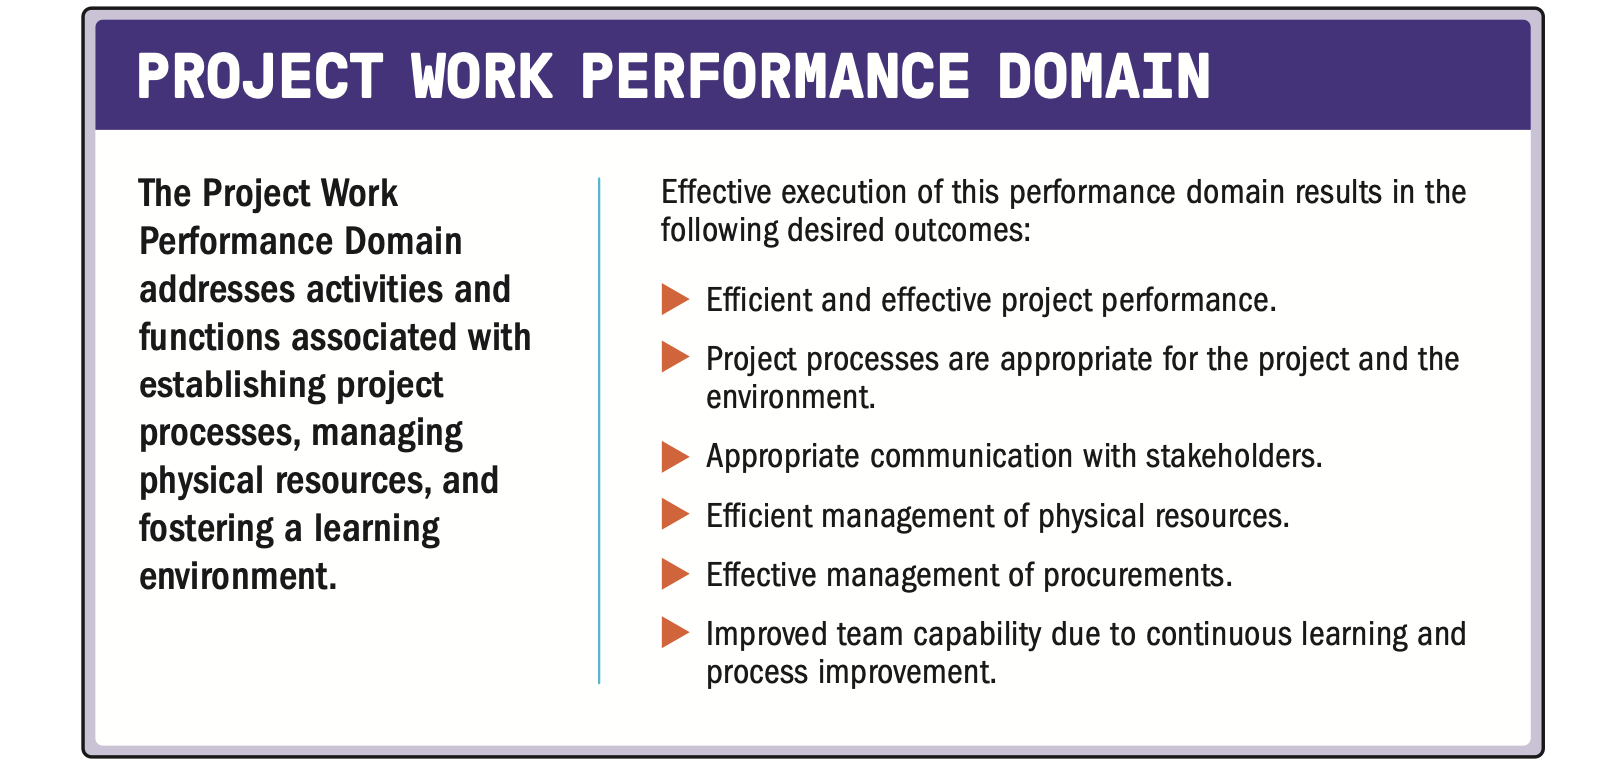 PROJECT WORK PERFORMANCE DOMAIN
The Project Work
Performance Domain
addresses activities and
functions associated with
establishing project
processes, managing
physical resources, and
fostering a learning
environment.
Effective execution of this performance domain results in the
following desired outcomes:
Efficient and effective project performance.
Project processes are appropriate for the project and the
environment.
Appropriate communication with stakeholders.
Efficient management of physical resources.
Effective management of procurements.
Improved team capability due to continuous learning and
process improvement.